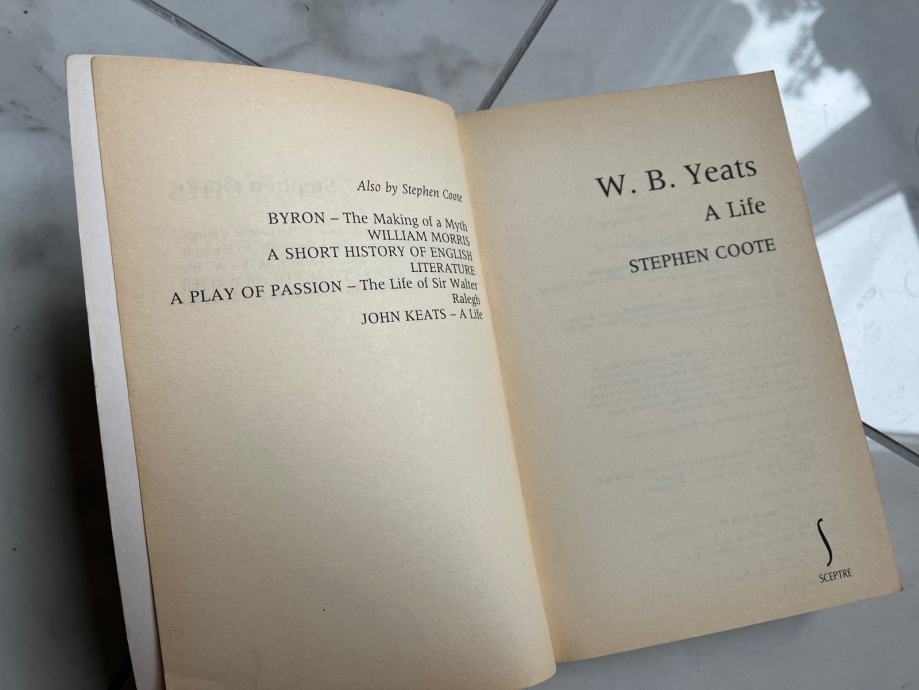 Also by Stephen Coote
BYRON – The Making of a Myth
WILLIAM MORRIS
A SHORT HISTORY OF ENGLISH
LITERATURE
A PLAY OF PASSION – The Life of Sir Walter
Ralegh
JOHN KEATS – A Life
W. B. Yeats
A Life
STEPHEN COOTE
SCEPTRE